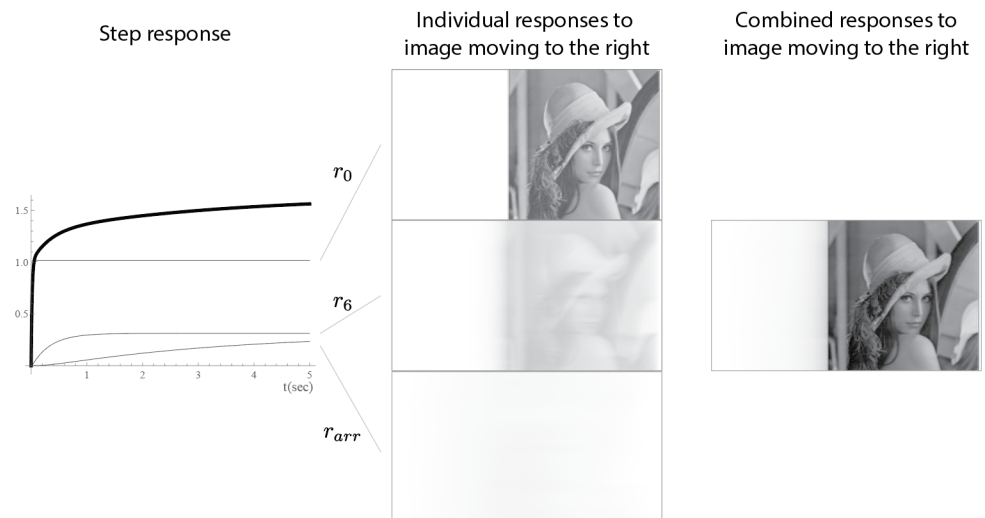 Step response
Individual responses to
image moving to the right
Combined responses to
image moving to the right
r0
r6
rarr
1.5
1.0
0.5
1 2 3 4 5
t(sec)